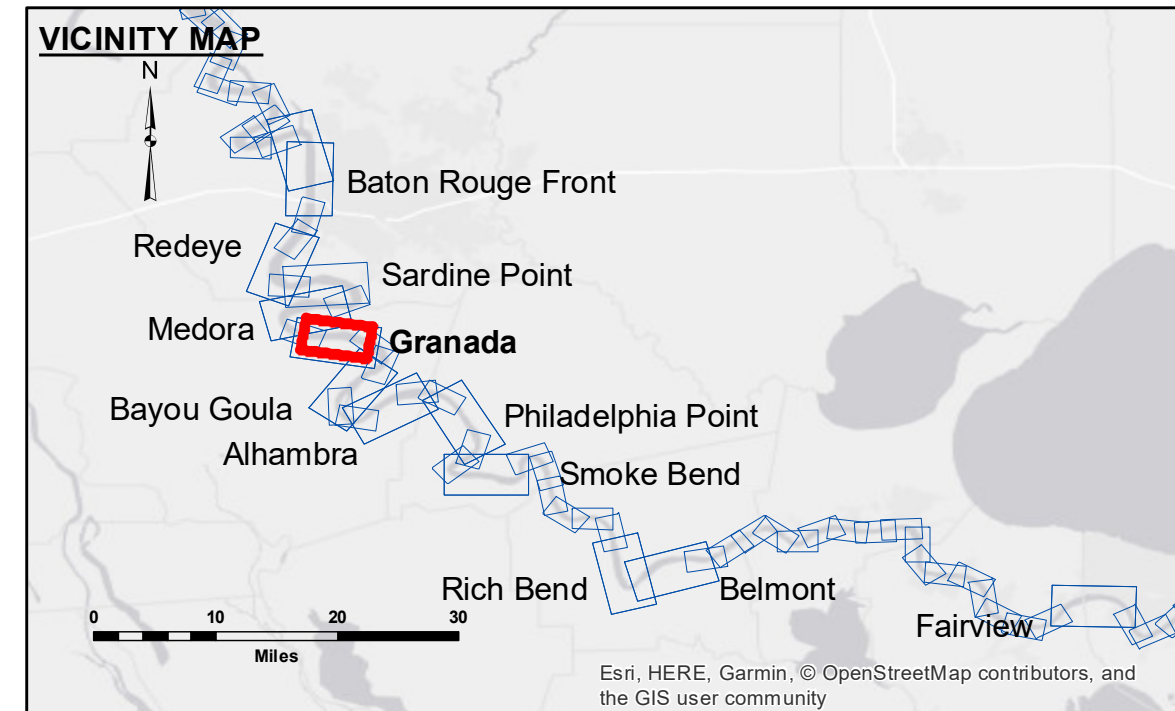 VICINITY MAP
N
Baton Rouge Front
Redeye
Sardine Point
Medora
Granada
Bayou Goula
Philadelphia Point
Alhambra
Smoke Bend
Rich Bend
Belmont
Fairview
0 10 20 30
Miles
Esri, HERE, Garmin, © OpenStreetMap contributors, and
the GIS user community